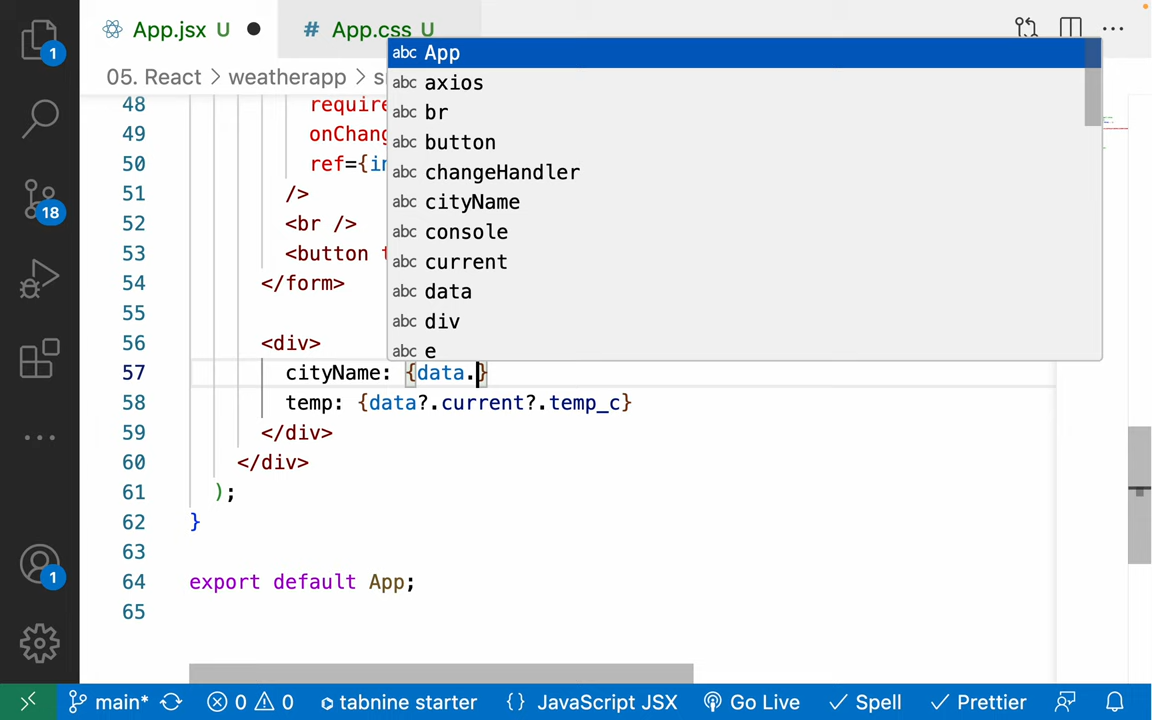 App.jsx U
# App.css U
05. React > weatherapp > s
abc App
abc axios
abc br
abc button
abc changeHandler
abc cityName
abc console
abc current
abc data
abc div
abc e
1
18
1
48 require
49 onChang
50 ref={in
51 />
52 <br />
53 <button t
54 </form>
55
56 <div>
57 cityName: {data.}
58 temp: {data?.current?.temp_c}
59 </div>
60 </div>
61 );
62 }
63
64 export default App;
65
main* 0 0 tabnine starter {} JavaScript JSX Go Live Spell Prettier